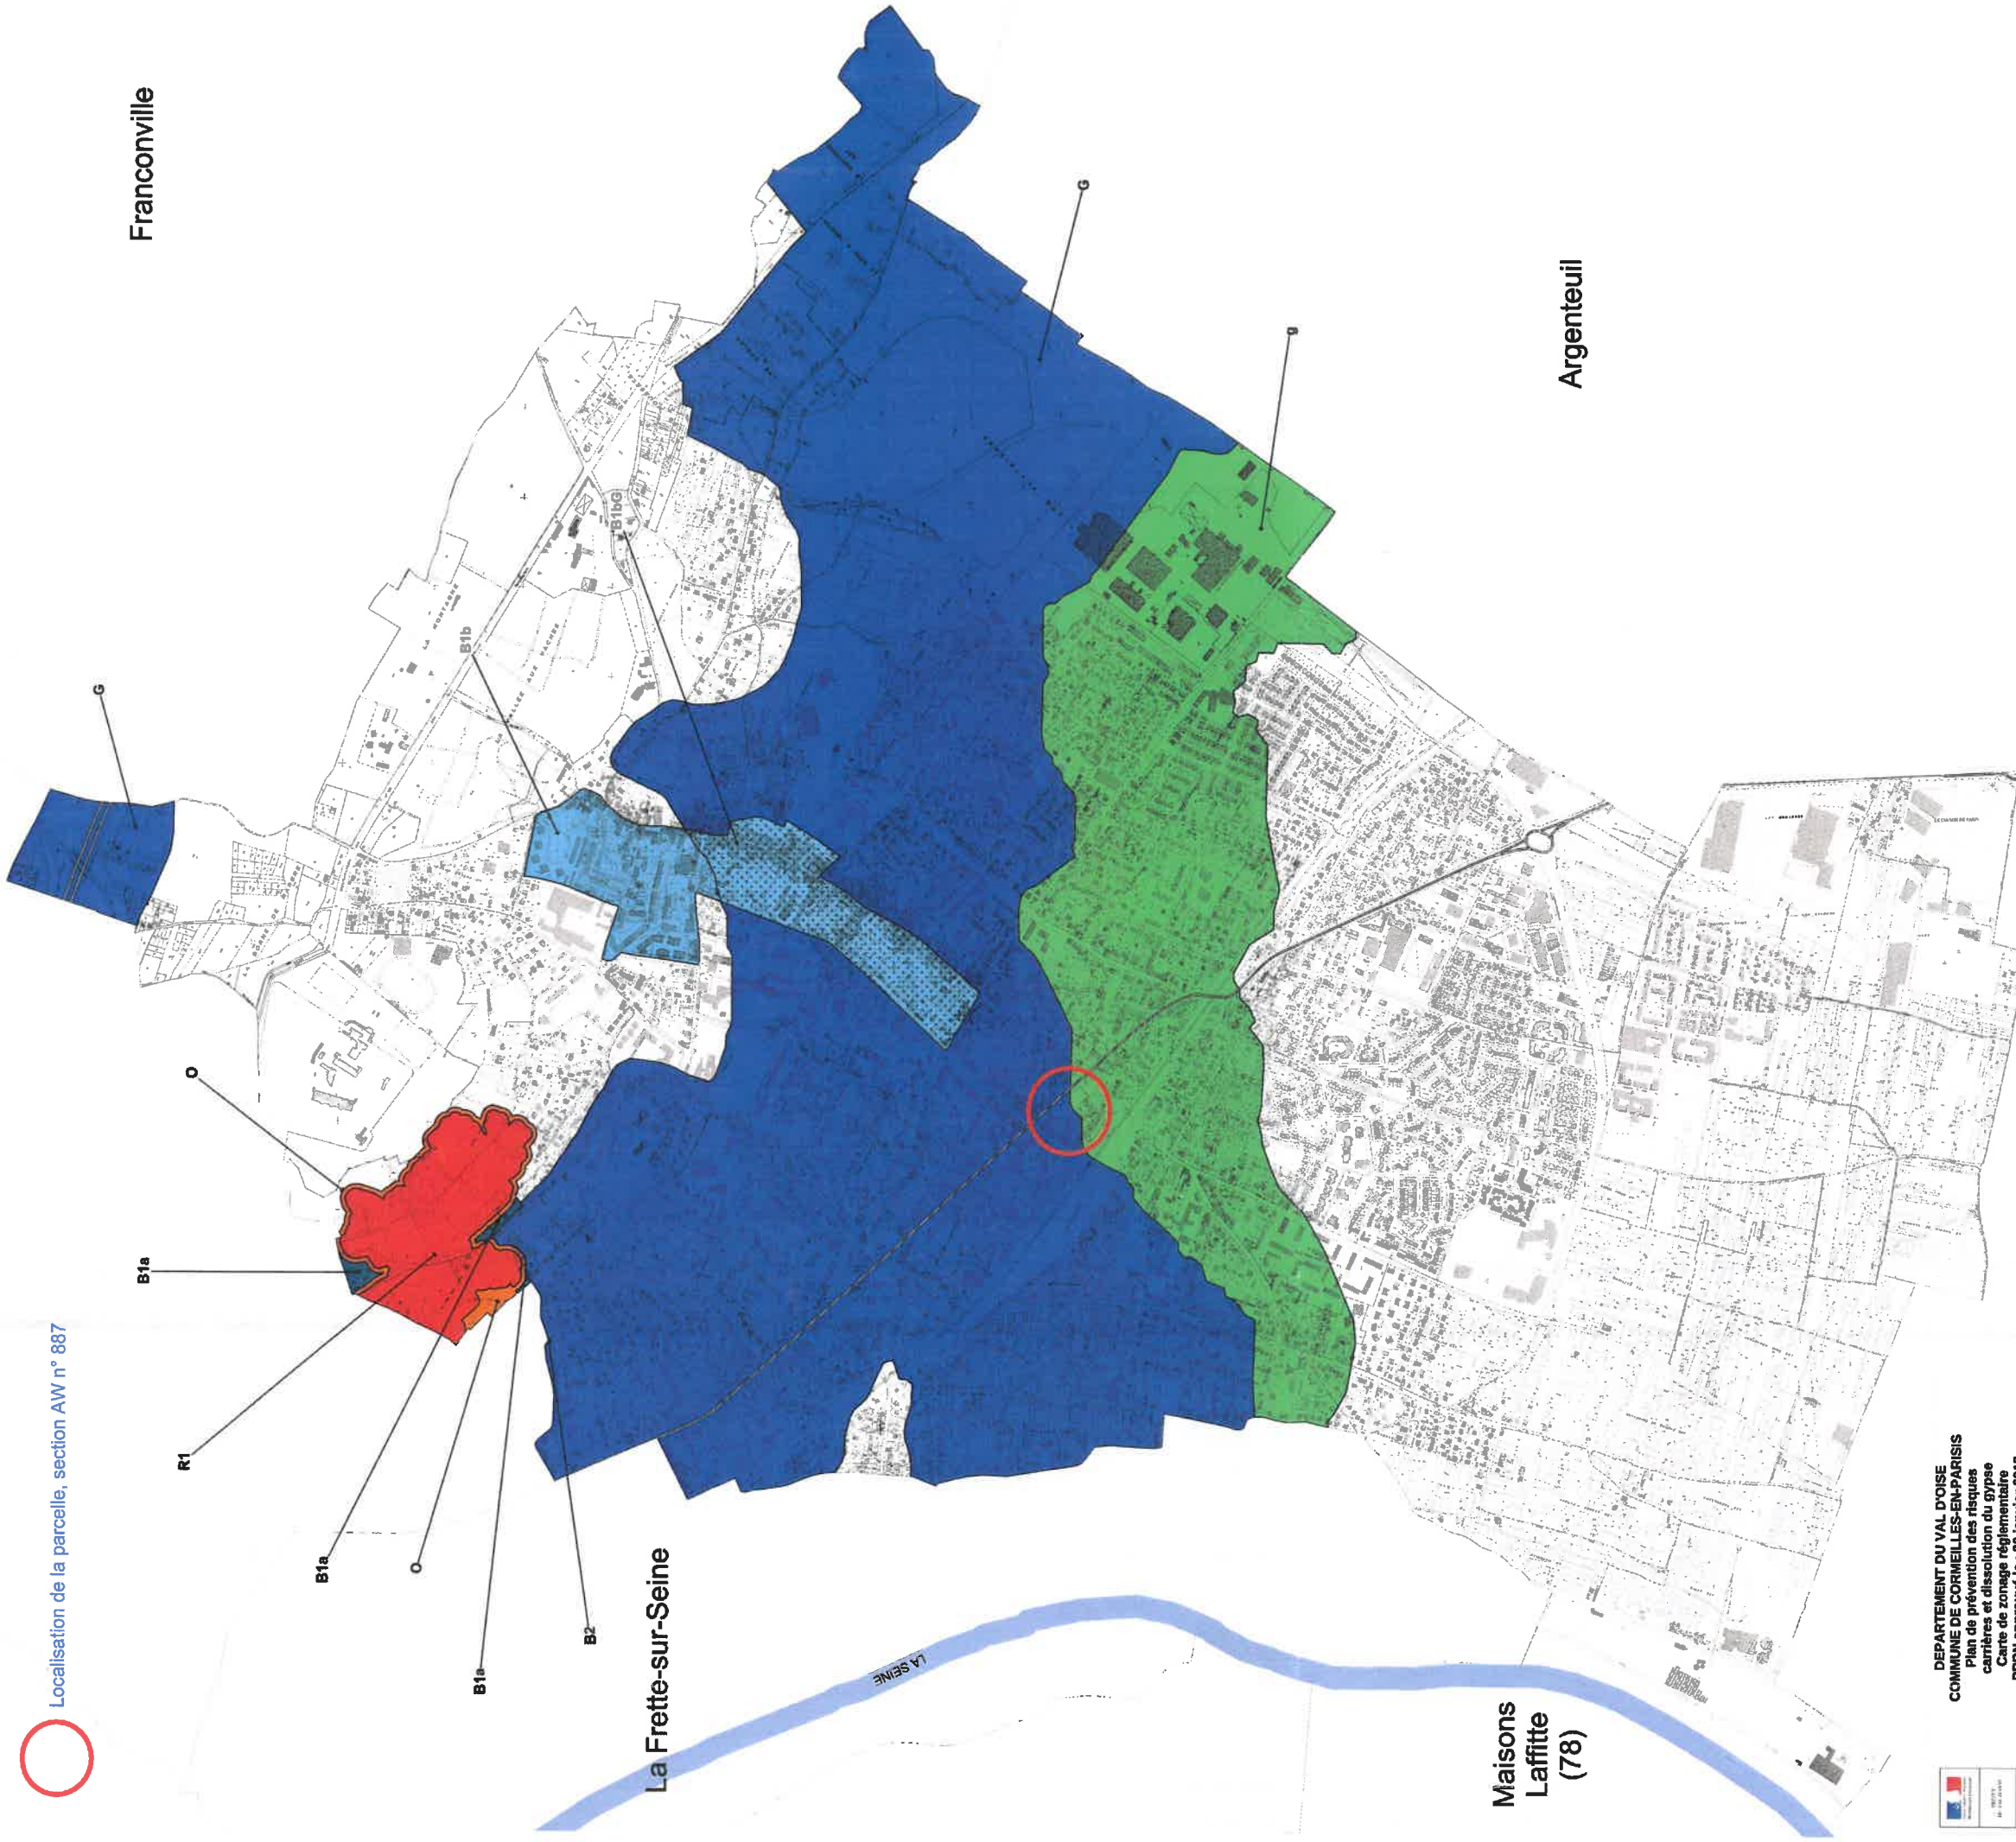 Localisation de la parcelle, section AW n° 887
Franconville
Argenteuil
La Frette-sur-Seine
Maisons
Laffitte
(78)
LA SEINE
G
G
g
B1b
B1bG
O
B1a
R1
B1a
O
B1a
B2
LA MONTAGNE
DEPARTEMENT DU VAL D'OISE
COMMUNE DE CORMEILLES-EN-PARISIS
Plan de prévention des risques
carrières et dissolution du gypse
Carte de zonage réglementaire